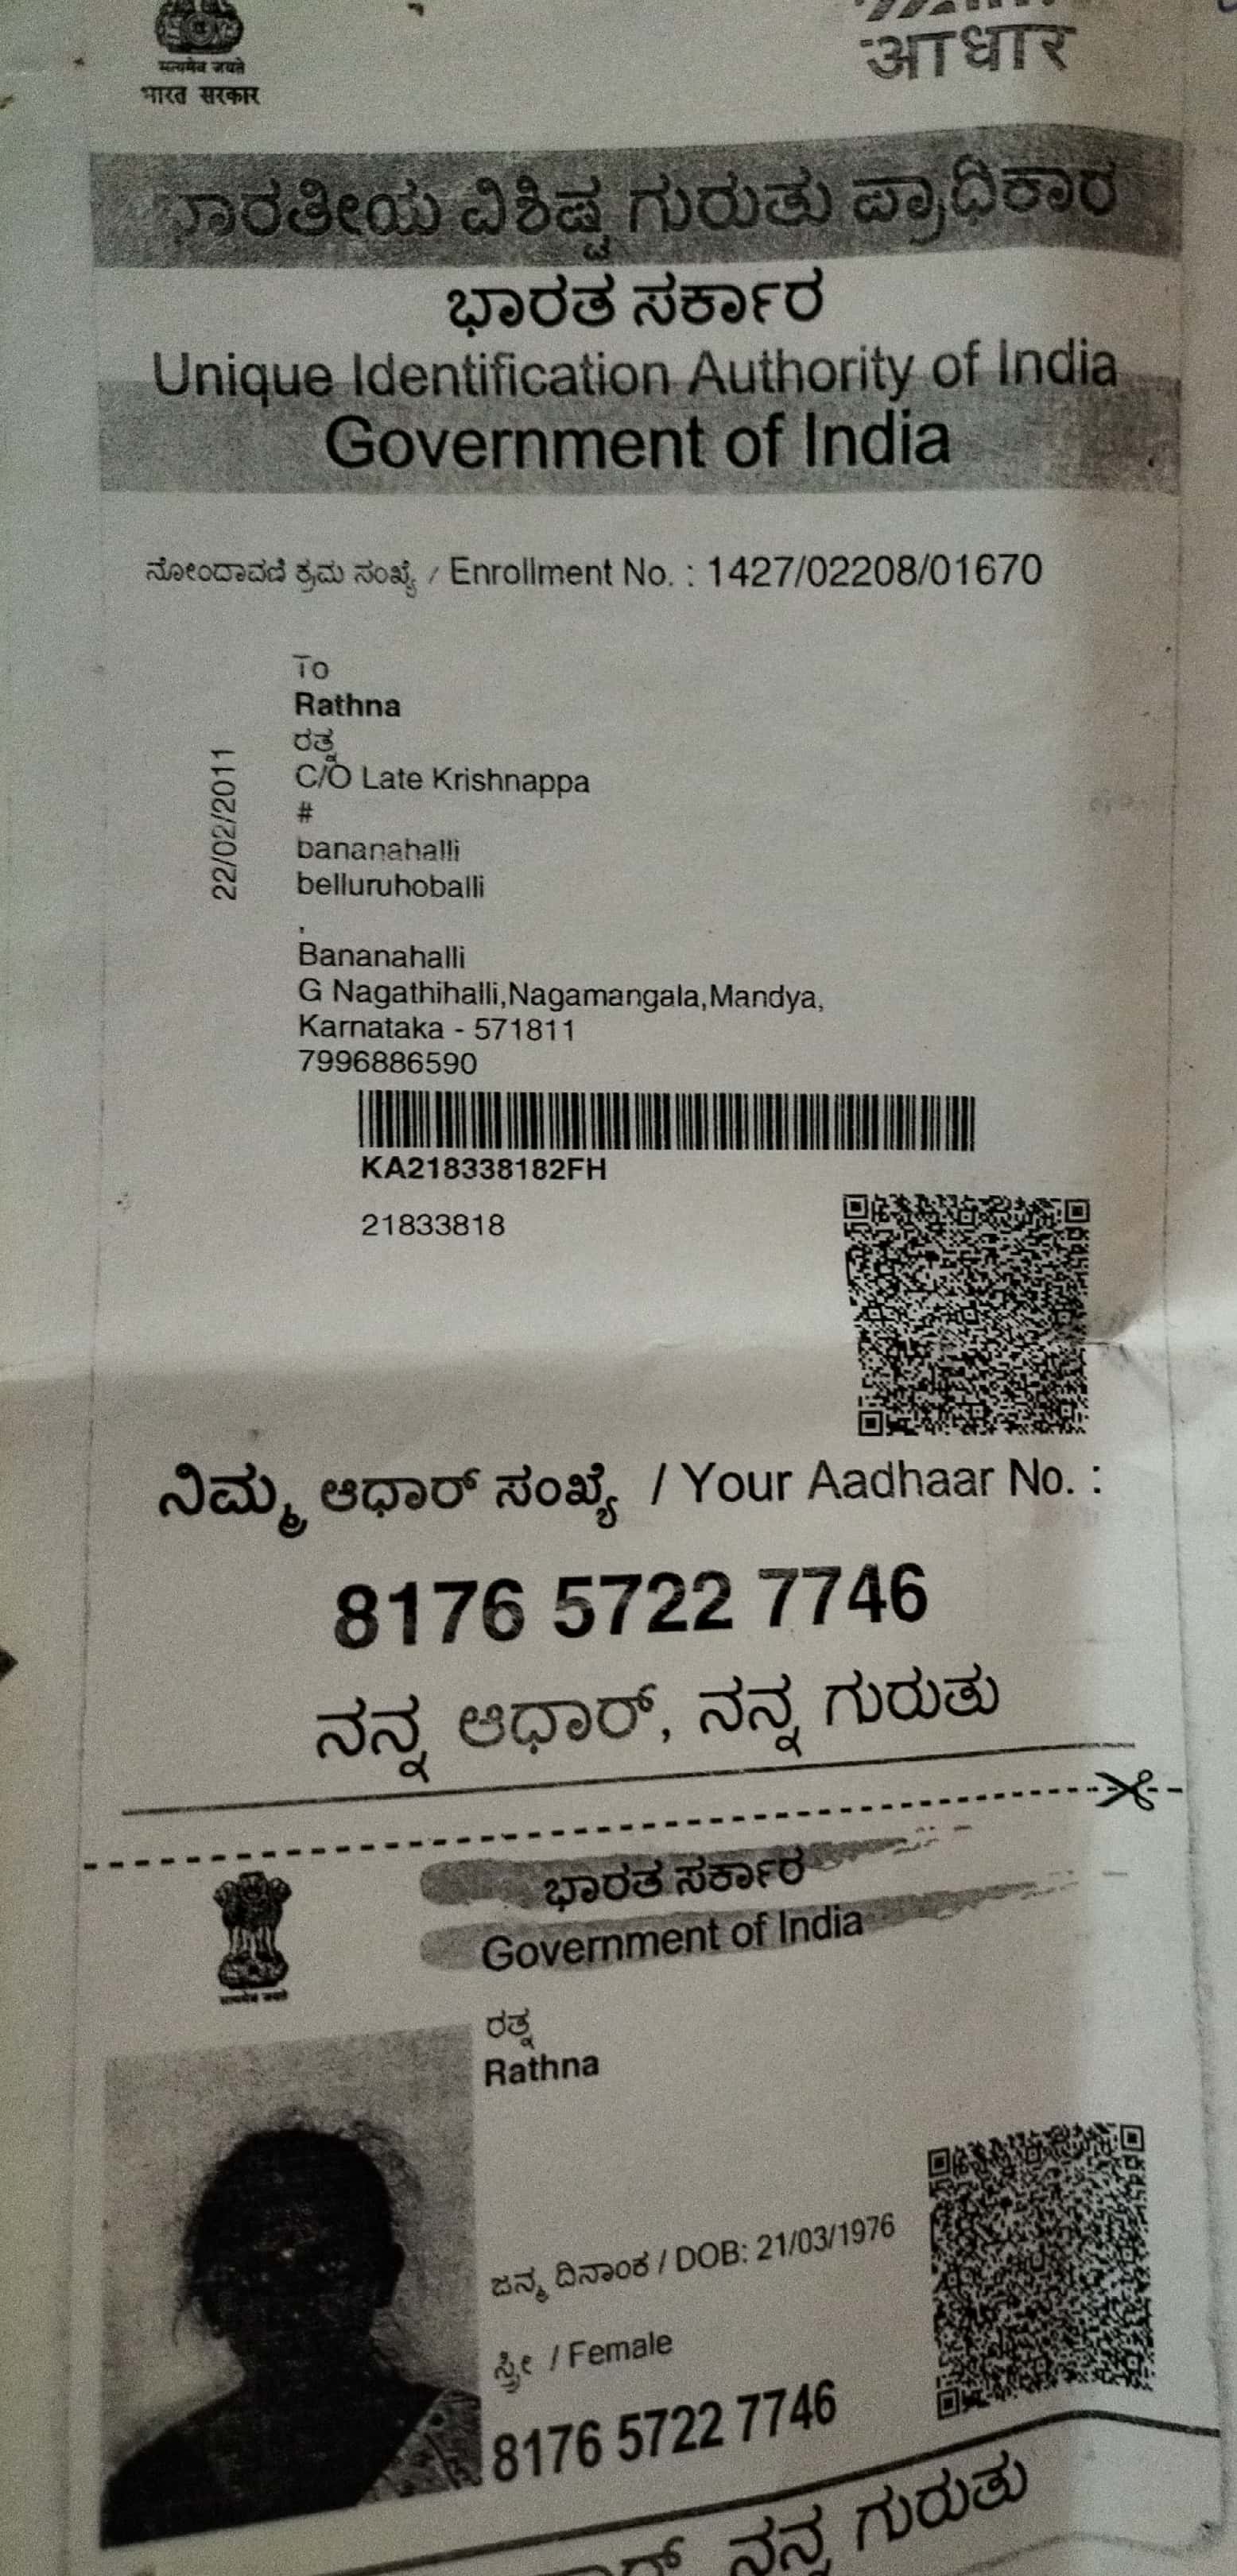 सत्यमेव जयते
भारत सरकार
आधार
ಭಾರತೀಯ ವಿಶಿಷ್ಟ ಗುರುತು ಪ್ರಾಧಿಕಾರ
ಭಾರತ ಸರ್ಕಾರ
Unique Identification Authority of India
Government of India
ನೋಂದಾವಣಿ ಕ್ರಮ ಸಂಖ್ಯೆ / Enrollment No. : 1427/02208/01670
22/02/2011
To
Rathna
ರತ್ನ
C/O Late Krishnappa
#
bananahalli
belluruhoballi
.
Bananahalli
G Nagathihalli,Nagamangala,Mandya,
Karnataka - 571811
7996886590
KA218338182FH
21833818
ನಿಮ್ಮ ಆಧಾರ್ ಸಂಖ್ಯೆ / Your Aadhaar No. :
8176 5722 7746
ನನ್ನ ಆಧಾರ್, ನನ್ನ ಗುರುತು
ಭಾರತ ಸರ್ಕಾರ
Government of India
सत्यमेव जयते
ರತ್ನ
Rathna
ಜನ್ಮ ದಿನಾಂಕ / DOB: 21/03/1976
ಸ್ತ್ರೀ / Female
8176 5722 7746
ನನ್ನ ಗುರುತು